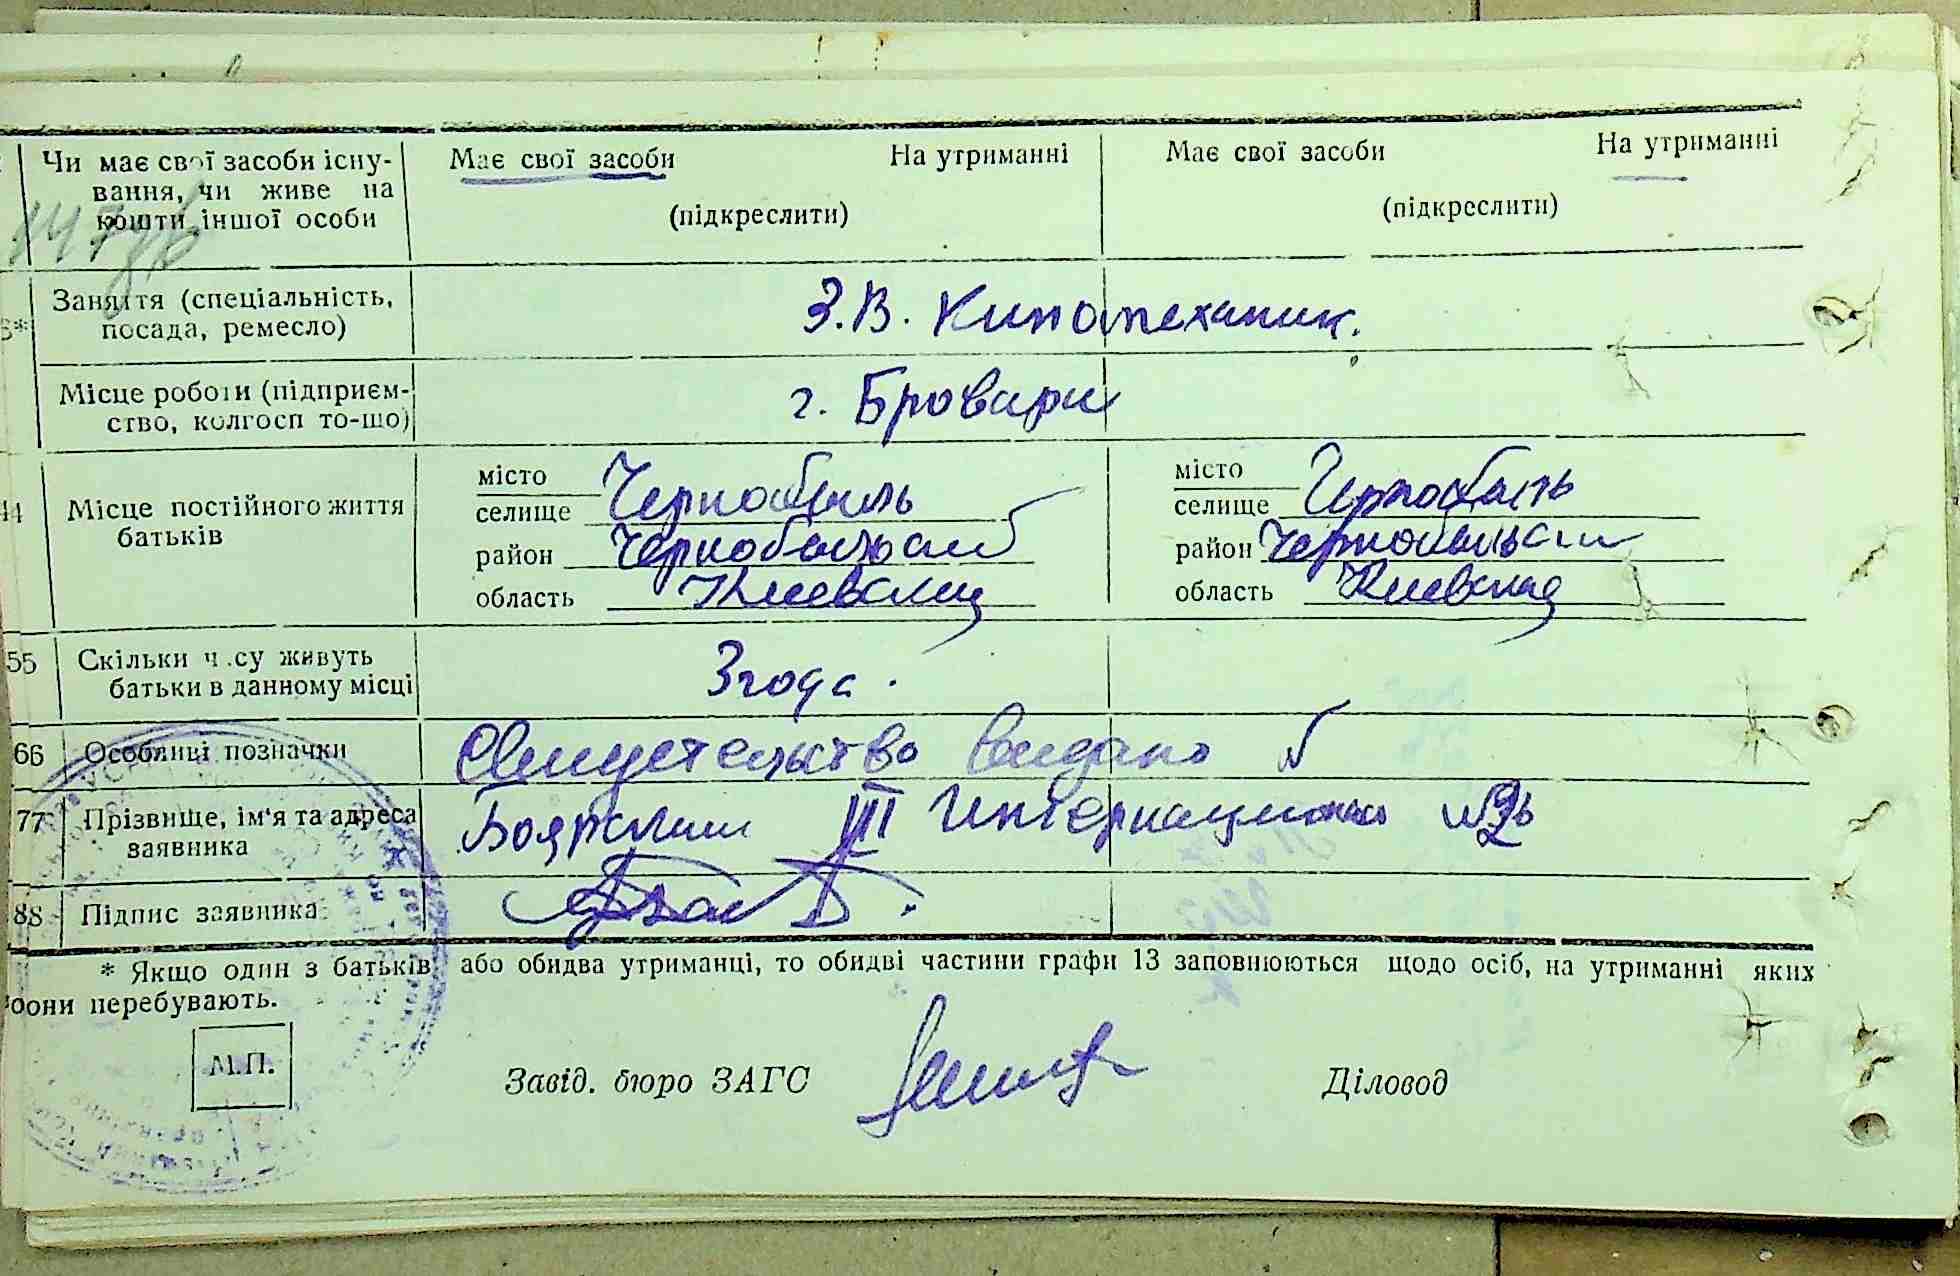 Чи має свої засоби існу-
вання, чи живе на
кошти іншої особи
Має свої засоби На утриманні
(підкреслити)
Має свої засоби На утриманні
(підкреслити)
Заняття (спеціальність,
посада, ремесло)
З.В. Киномеханик.
Місце роботи (підприєм-
ство, колгосп то-що)
г. Бровари
44 Місце постійного життя
батьків
місто
селище Чернобыль
район
область Киевская
місто
селище Чернобыль
район
область Киевская
55 Скільки часу живуть
батьки в данному місці
3 года.
66 Особливі позначки
Свидетельство видано
77 Прізвище, ім'я та адреса
заявника
III Интернационала
88 Підпис заявника
* Якщо один з батьків або обидва утриманці, то обидві частини графи 13 заповнюються щодо осіб, на утриманні яких
вони перебувають.
М.П.
Завід. бюро ЗАГС Діловод